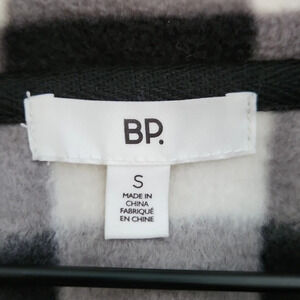 BP.
S
MADE IN
CHINA
FABRIQUÉ
EN CHINE